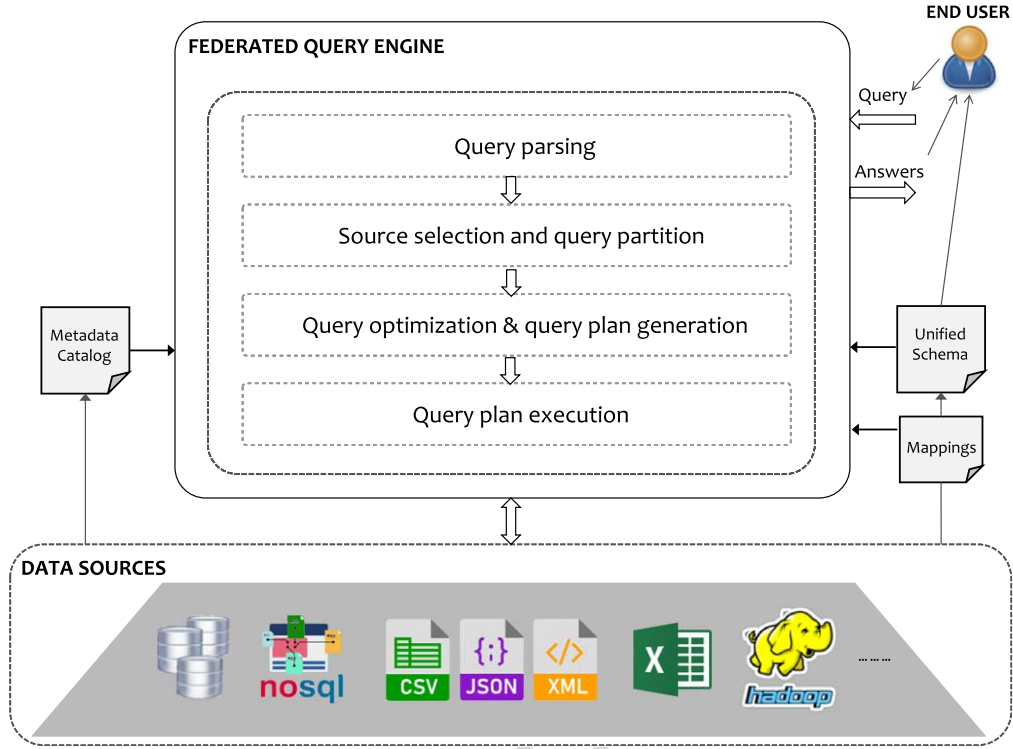 END USER
FEDERATED QUERY ENGINE
Query
Query parsing
Answers
Source selection and query partition
Query optimization & query plan generation
Query plan execution
Metadata
Catalog
Unified
Schema
Mappings
DATA SOURCES
nosql
CSV
{;}
JSON
</>
XML
X
hadoop
………